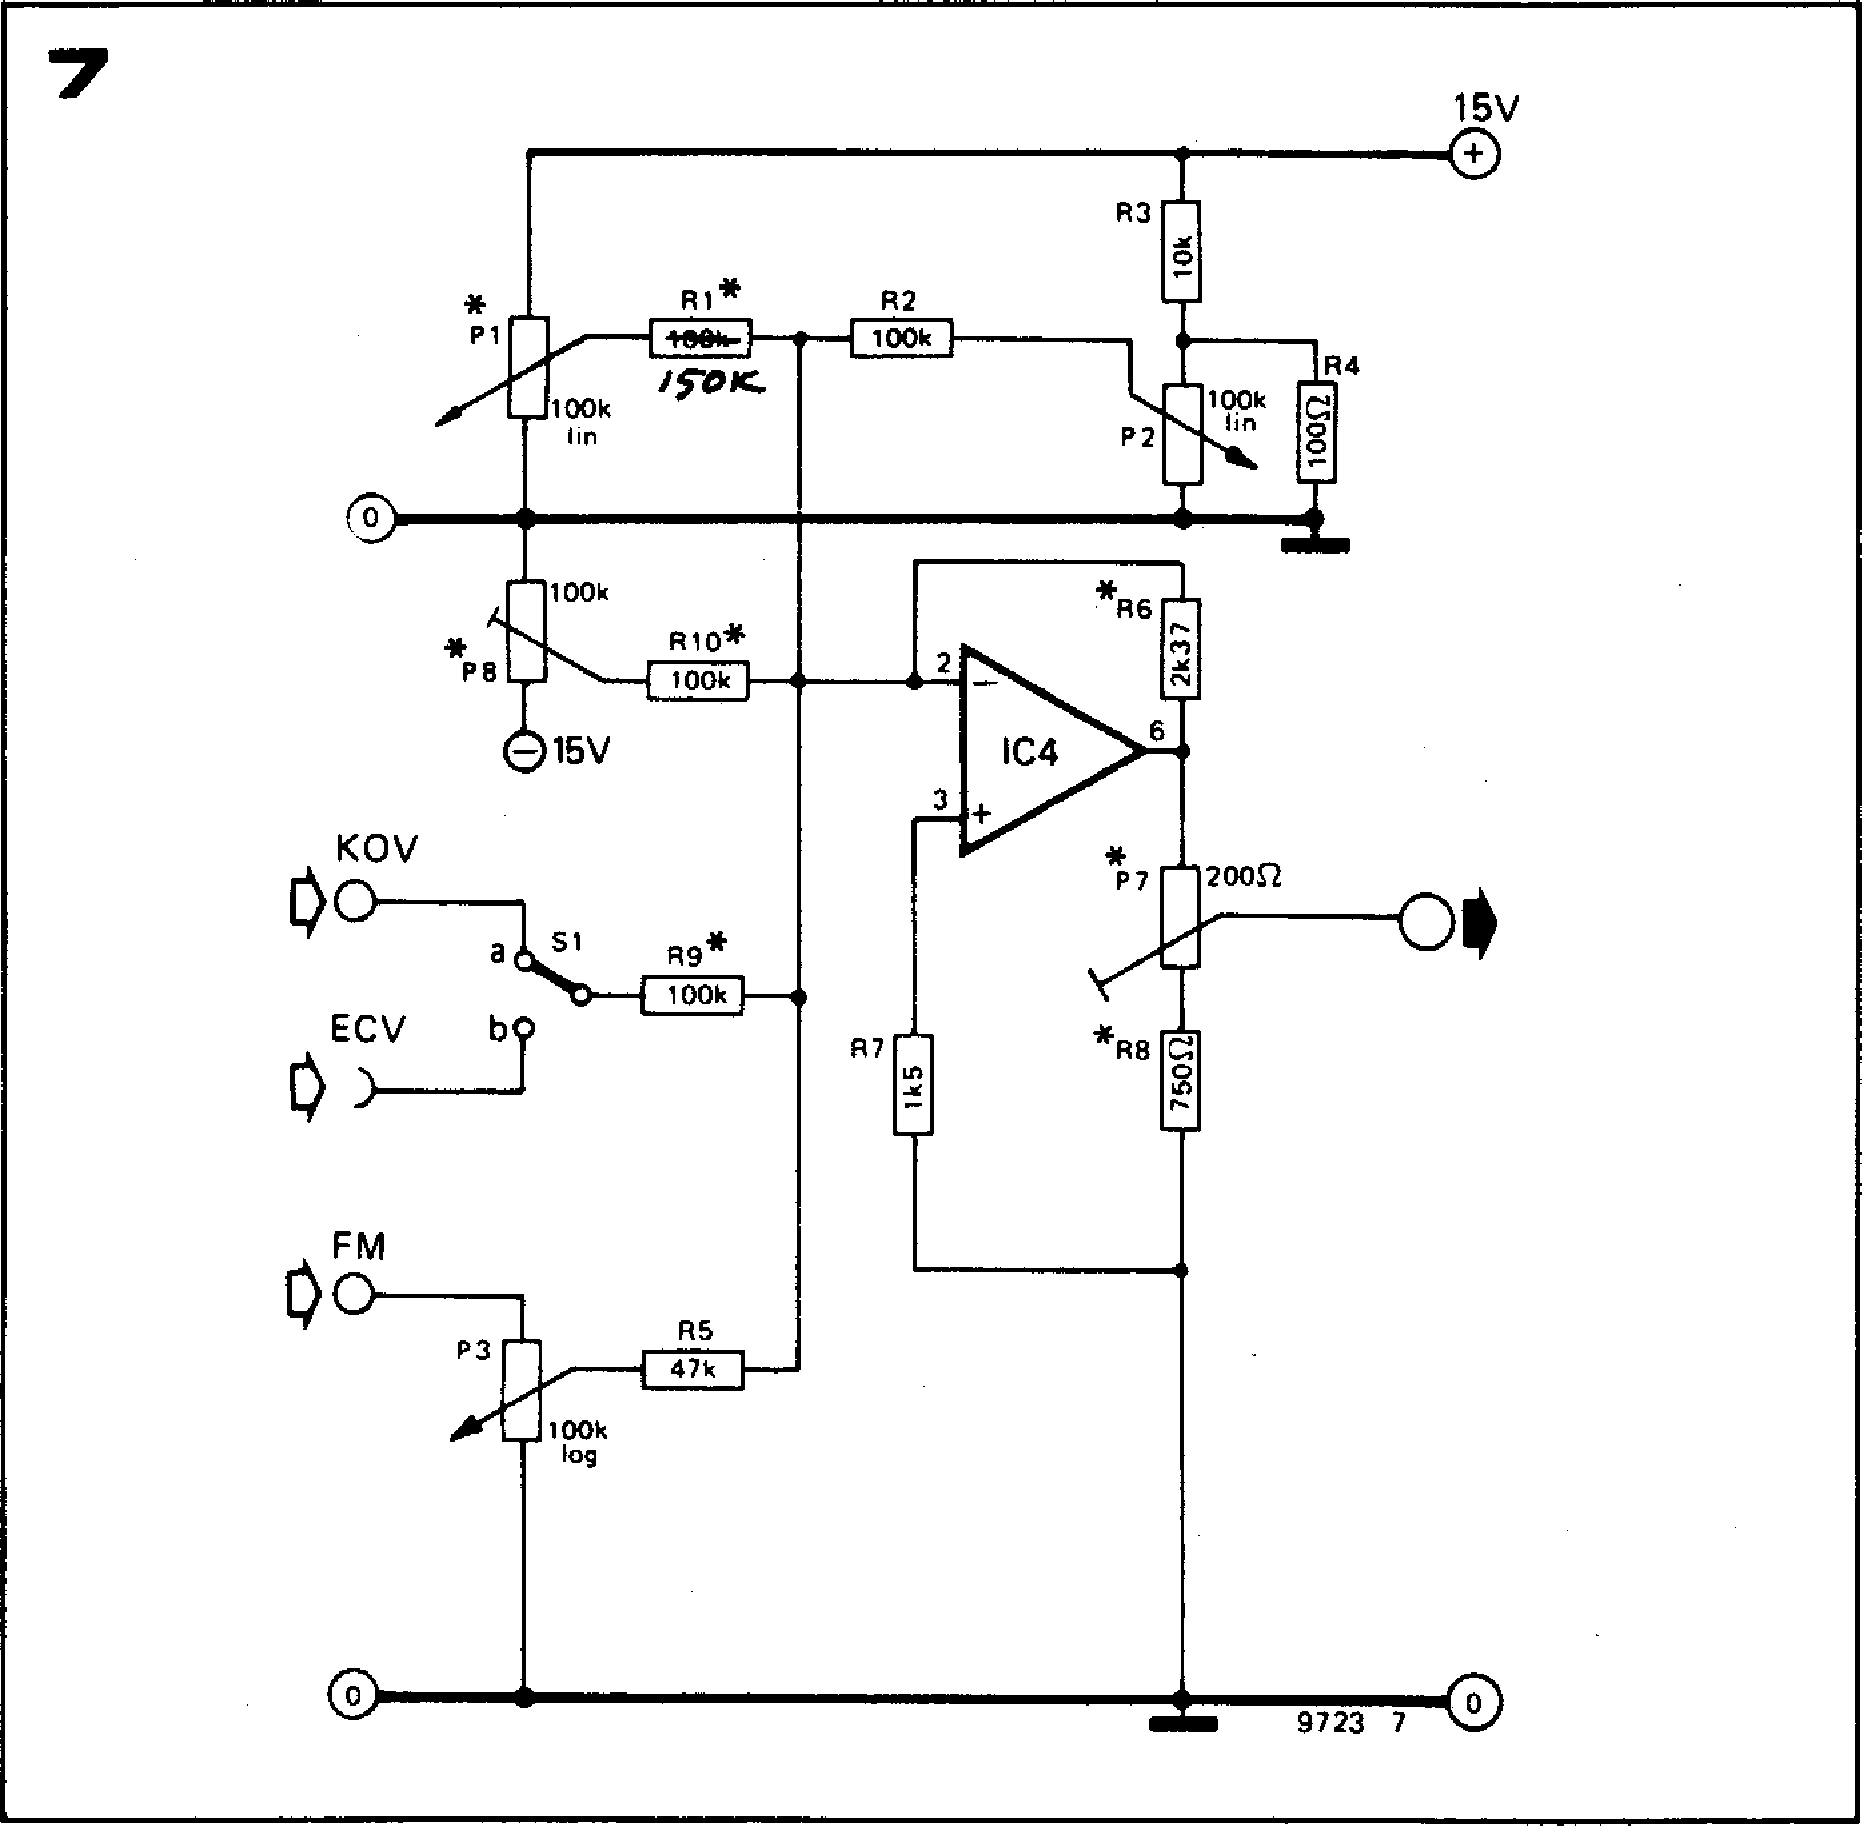 7
15V
+
R3
10k
*
P1
100k
lin
R1*
100k
150K
R2
100k
100k
lin
P2
R4
100Ω
0
100k
*
P8
R10*
100k
−
15V
*R6
2k37
2
−
IC4
6
3
+
KOV
a
S1
R9*
100k
ECV
b
*
P7
200Ω
*R8
750Ω
R7
1k5
FM
P3
100k
log
R5
47k
0
9723 7
0